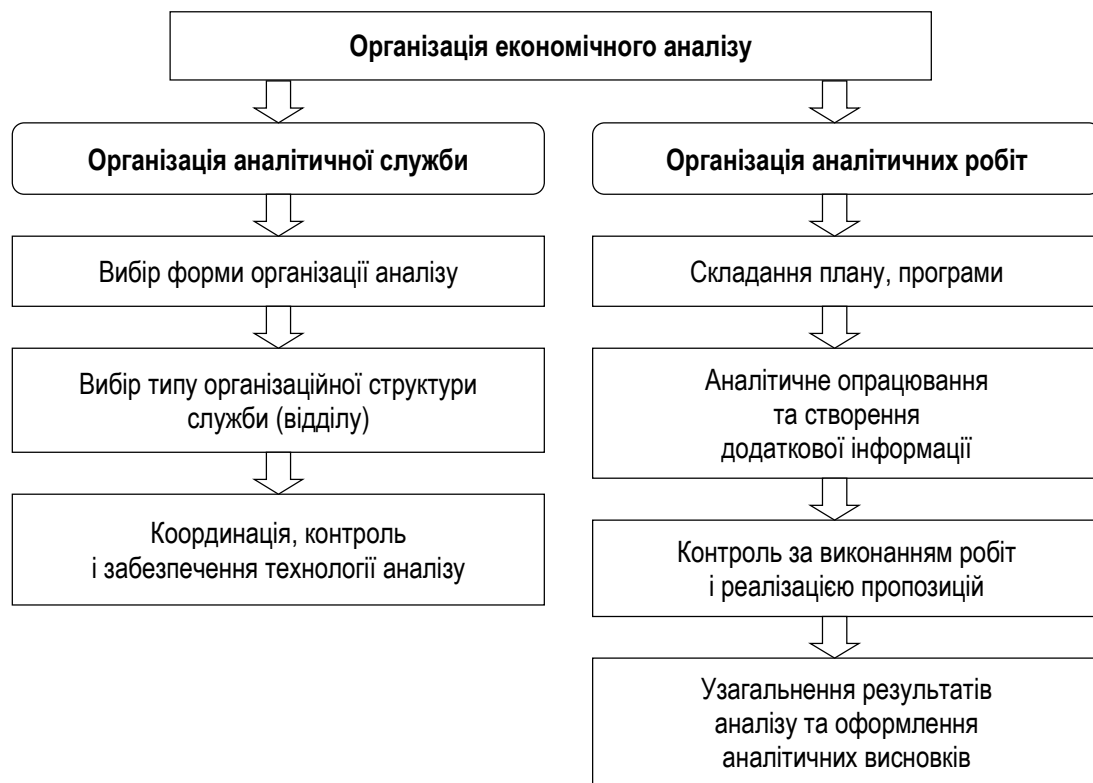 Організація економічного аналізу
Організація аналітичної служби
Вибір форми організації аналізу
Вибір типу організаційної структури
служби (відділу)
Координація, контроль
і забезпечення технології аналізу
Організація аналітичних робіт
Складання плану, програми
Аналітичне опрацювання
та створення
додаткової інформації
Контроль за виконанням робіт
і реалізацією пропозицій
Узагальнення результатів
аналізу та оформлення
аналітичних висновків